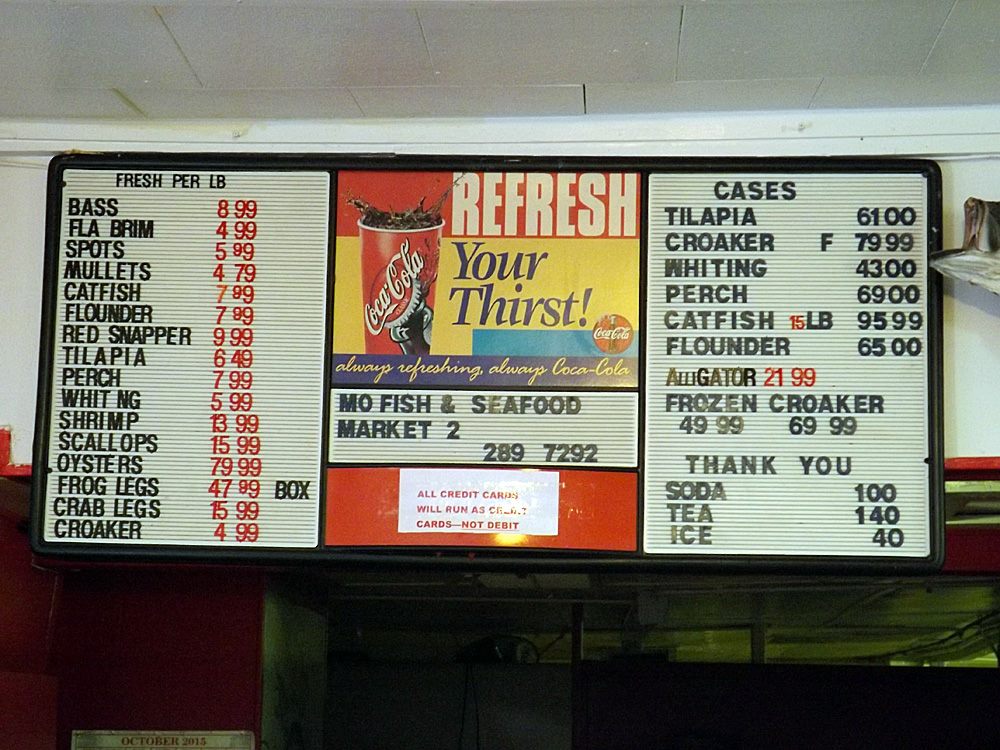 FRESH PER LB
BASS 8 99
FLA BRIM 4 99
SPOTS 5 99
MULLETS 4 79
CATFISH 7 99
FLOUNDER 7 99
RED SNAPPER 9 99
TILAPIA 6 49
PERCH 7 99
WHIT NG 5 99
SHRIMP 13 99
SCALLOPS 15 99
OYSTERS 79 99
FROG LEGS 47 89 BOX
CRAB LEGS 15 99
CROAKER 4 99
REFRESH
Your
Thirst!
Coca-Cola
Coca-Cola
always refreshing, always Coca-Cola
MO FISH & SEAFOOD
MARKET 2
289 7292
ALL CREDIT CARDS
WILL RUN AS CREDIT
CARDS—NOT DEBIT
CASES
TILAPIA 6100
CROAKER F 79 99
WHITING 4300
PERCH 6900
CATFISH 15LB 95 99
FLOUNDER 65 00
ALLIGATOR 21 99
FROZEN CROAKER
49 99 69 99
THANK YOU
SODA 100
TEA 140
ICE 40
OCTOBER 2015